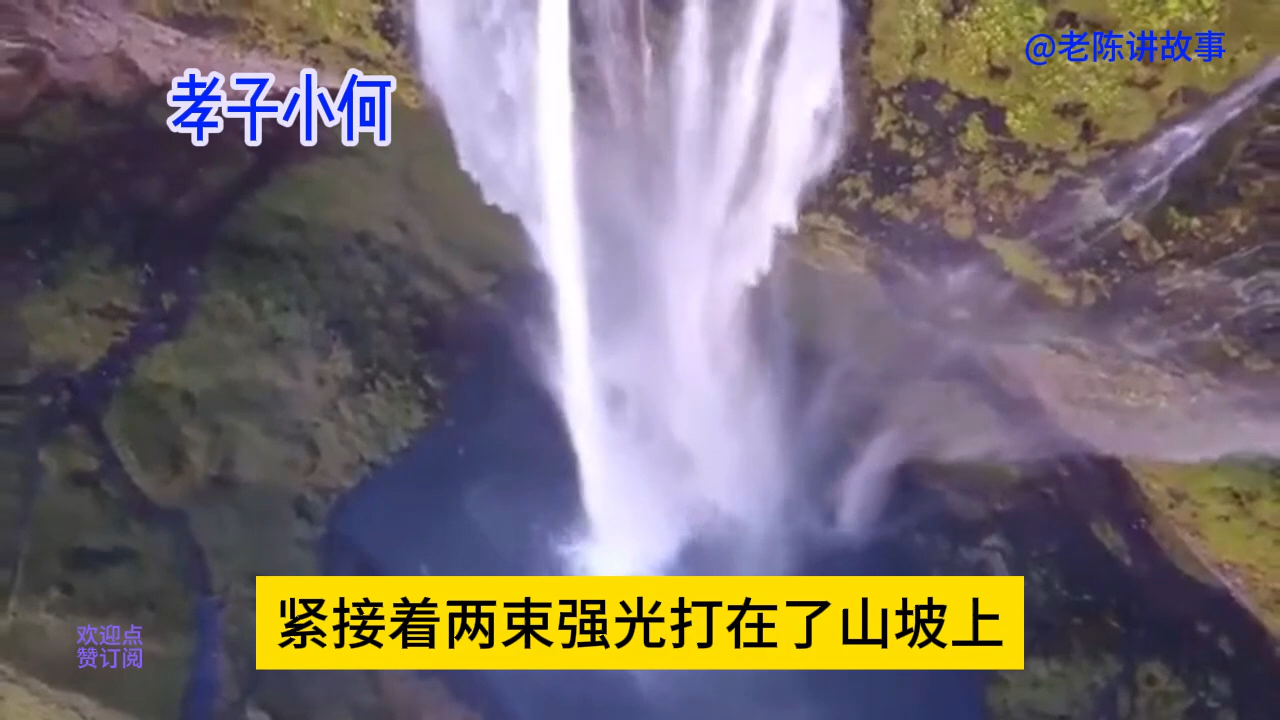 @老陈讲故事
孝子小何
紧接着两束强光打在了山坡上
欢迎点
赞订阅